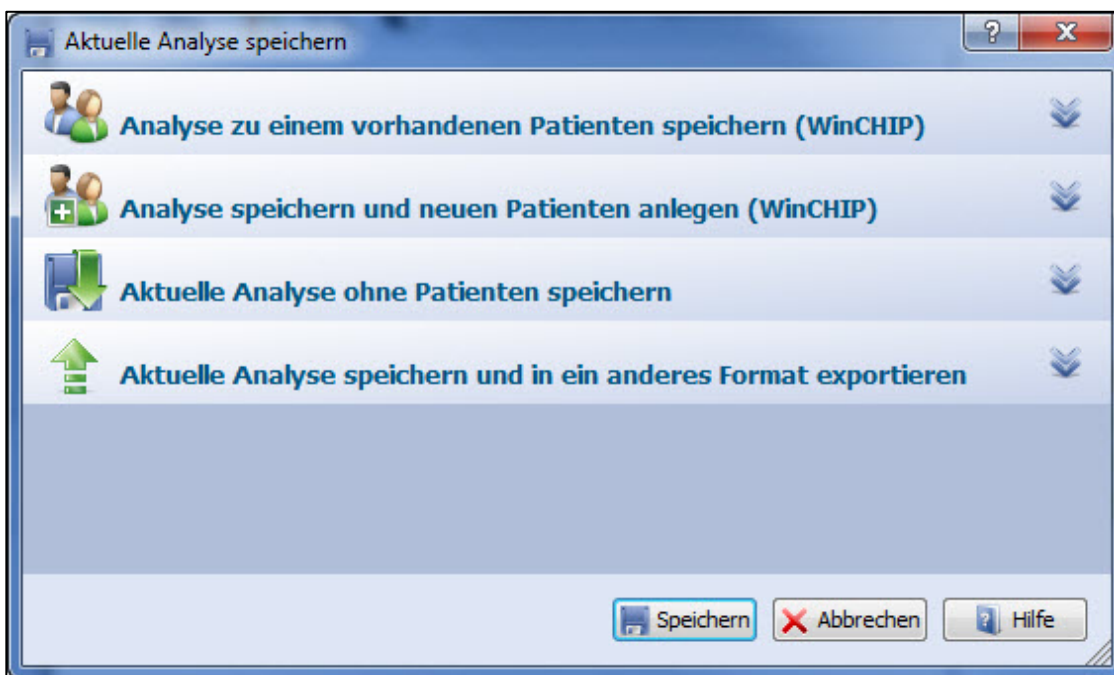 Aktuelle Analyse speichern
Analyse zu einem vorhandenen Patienten speichern (WinCHIP)
Analyse speichern und neuen Patienten anlegen (WinCHIP)
Aktuelle Analyse ohne Patienten speichern
Aktuelle Analyse speichern und in ein anderes Format exportieren
Speichern Abbrechen Hilfe